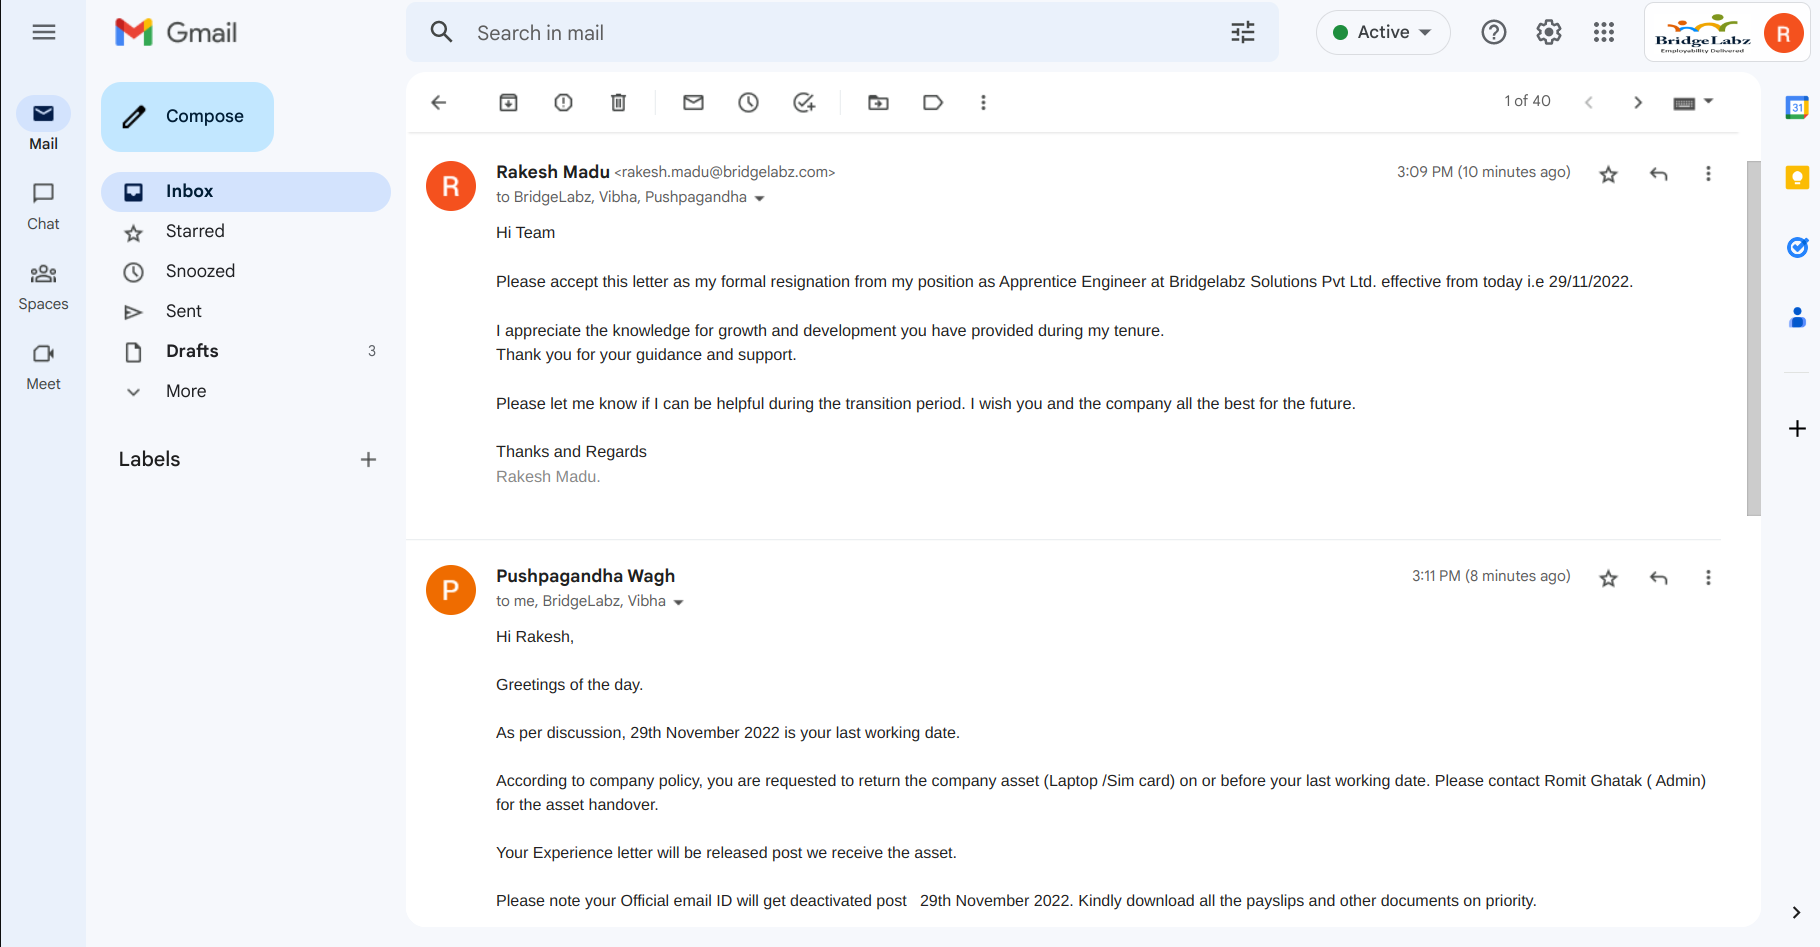 Gmail
Search in mail
Active
BridgeLabz
Employability Delivered
R
Mail
Chat
Spaces
Meet
Compose
Inbox
Starred
Snoozed
Sent
Drafts 3
More
Labels
1 of 40
31
R
Rakesh Madu <rakesh.madu@bridgelabz.com>
3:09 PM (10 minutes ago)
to BridgeLabz, Vibha, Pushpagandha
Hi Team
Please accept this letter as my formal resignation from my position as Apprentice Engineer at Bridgelabz Solutions Pvt Ltd. effective from today i.e 29/11/2022.
I appreciate the knowledge for growth and development you have provided during my tenure.
Thank you for your guidance and support.
Please let me know if I can be helpful during the transition period. I wish you and the company all the best for the future.
Thanks and Regards
Rakesh Madu.
P
Pushpagandha Wagh
3:11 PM (8 minutes ago)
to me, BridgeLabz, Vibha
Hi Rakesh,
Greetings of the day.
As per discussion, 29th November 2022 is your last working date.
According to company policy, you are requested to return the company asset (Laptop /Sim card) on or before your last working date. Please contact Romit Ghatak ( Admin)
for the asset handover.
Your Experience letter will be released post we receive the asset.
Please note your Official email ID will get deactivated post   29th November 2022. Kindly download all the payslips and other documents on priority.